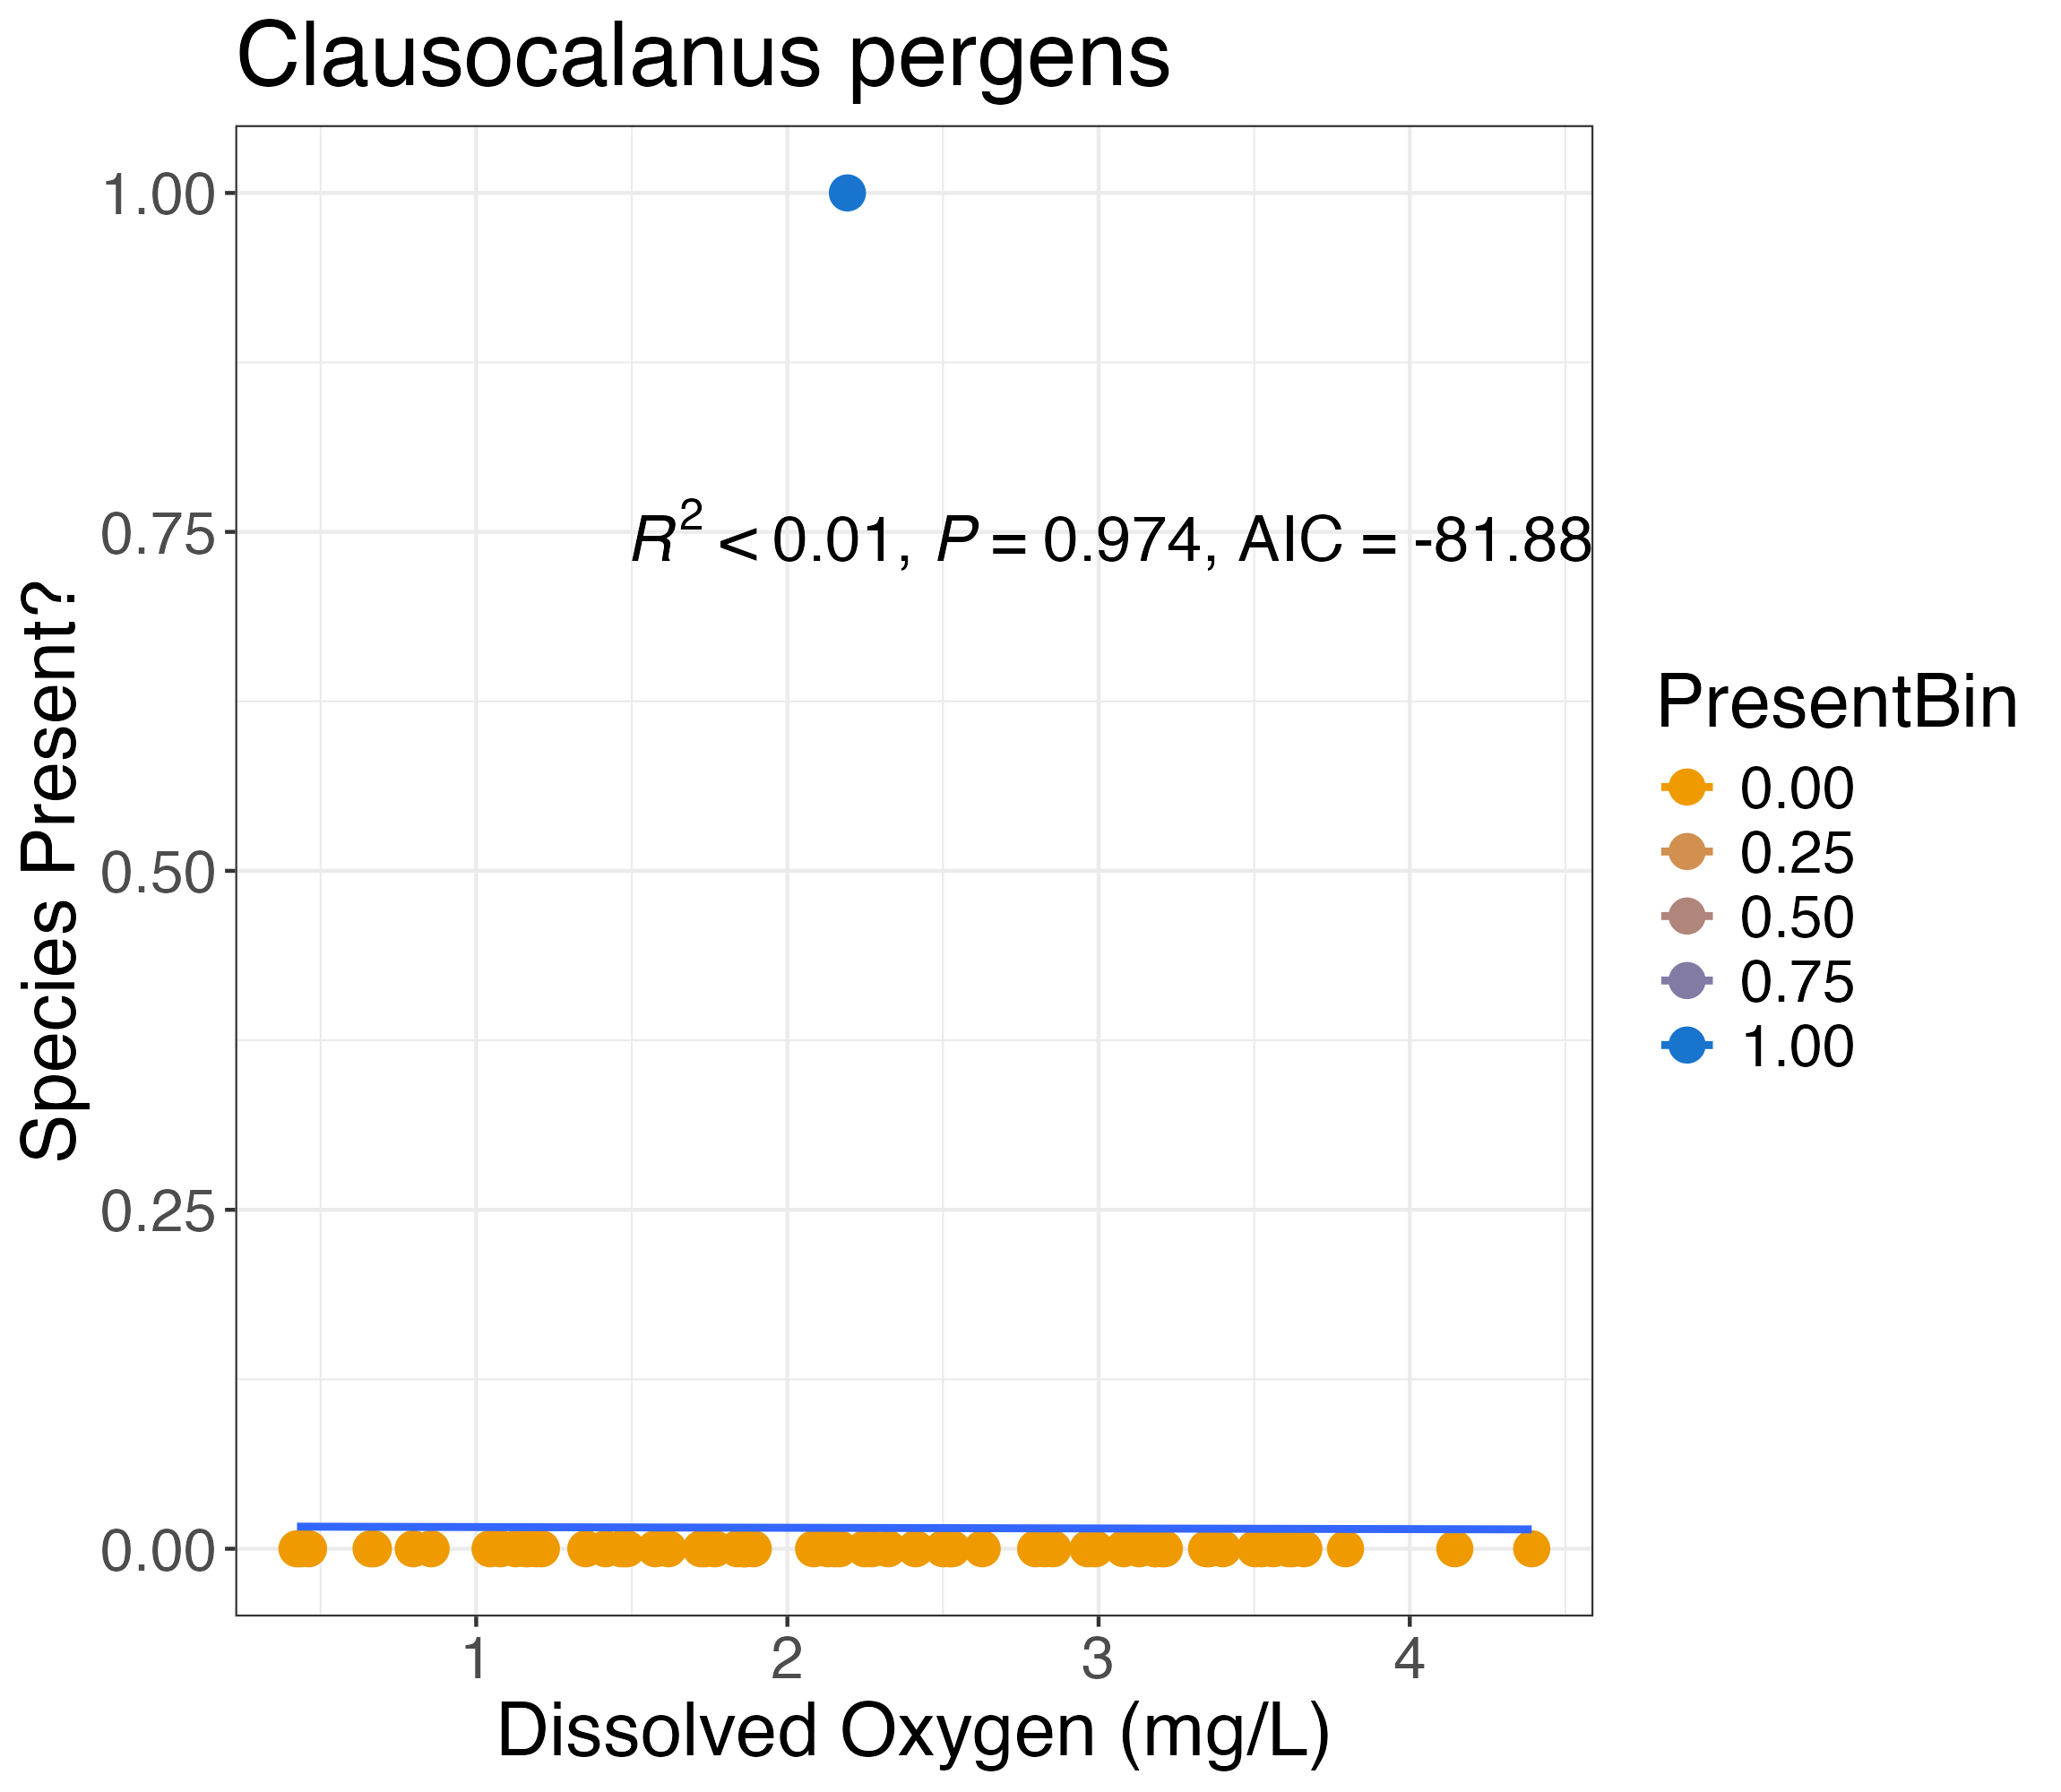 Clausocalanus pergens
1.00
0.75
0.50
0.25
0.00
Species Present?
R² < 0.01, P = 0.974, AIC = -81.88
1 2 3 4
Dissolved Oxygen (mg/L)
PresentBin
0.00
0.25
0.50
0.75
1.00